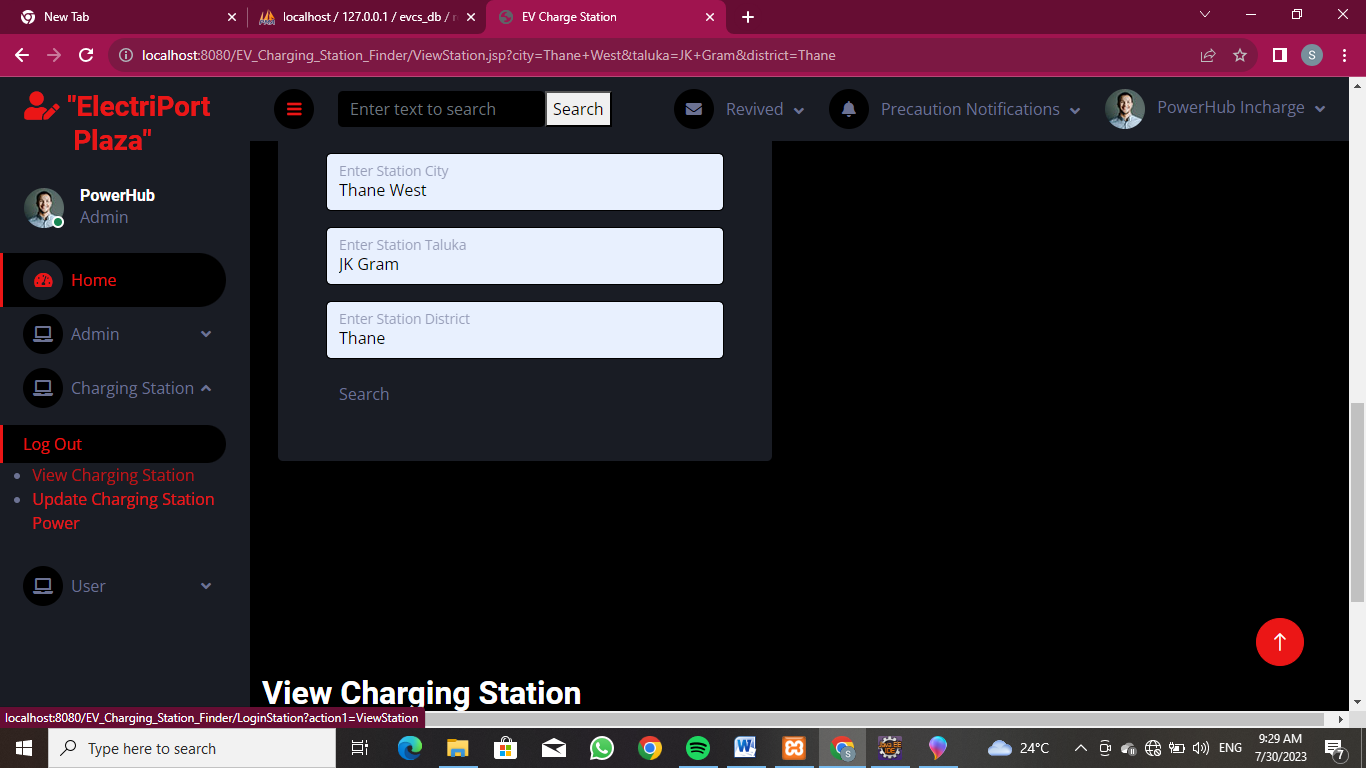 New Tab
localhost / 127.0.0.1 / evcs_db /
EV Charge Station
localhost:8080/EV_Charging_Station_Finder/ViewStation.jsp?city=Thane+West&taluka=JK+Gram&district=Thane
S
"ElectriPort
Plaza"
Enter text to search
Search
Revived
Precaution Notifications
PowerHub Incharge
PowerHub
Admin
Home
Admin
Charging Station
Log Out
View Charging Station
Update Charging Station
Power
User
Enter Station City
Thane West
Enter Station Taluka
JK Gram
Enter Station District
Thane
Search
View Charging Station
localhost:8080/EV_Charging_Station_Finder/LoginStation?action1=ViewStation
Type here to search
24°C
ENG
9:29 AM
7/30/2023
7